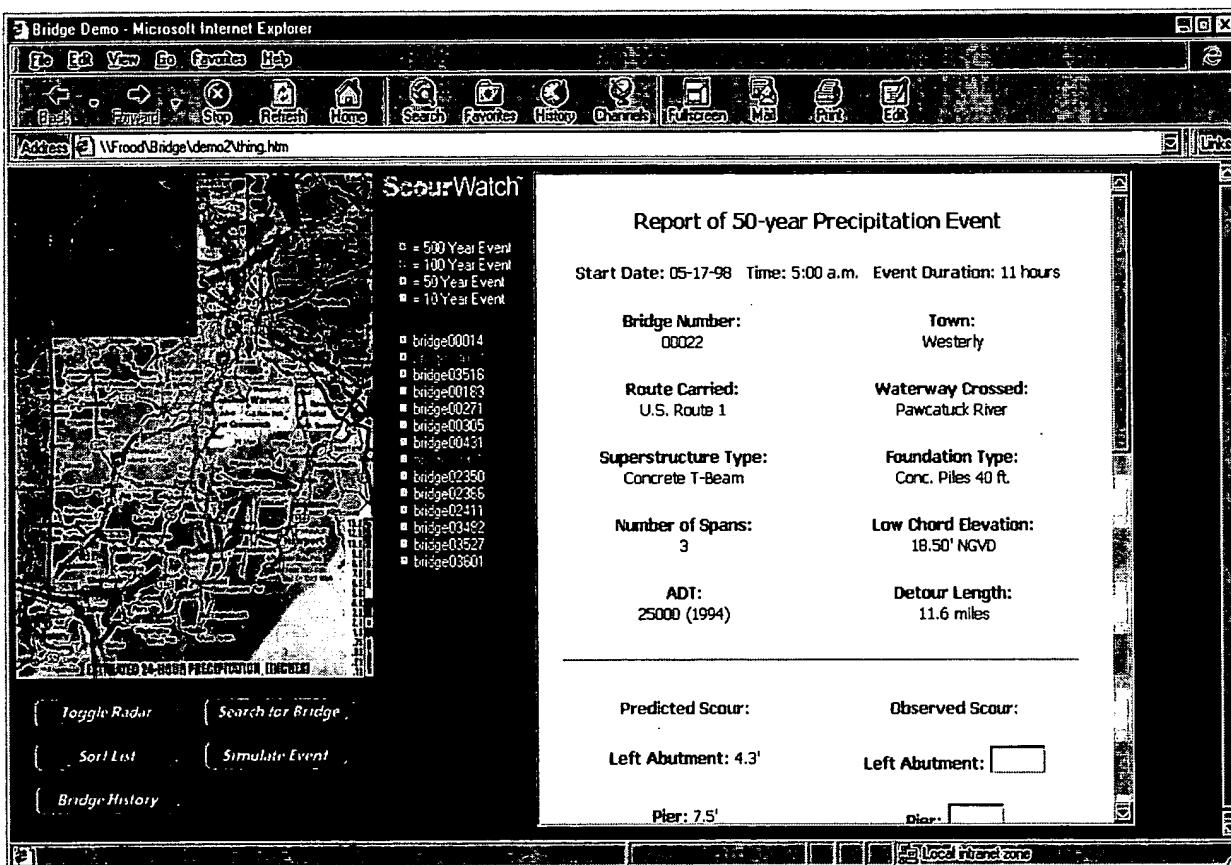 Bridge Demo - Microsoft Internet Explorer
File Edit View Go Favorites Help
Back Forward Stop Refresh Home Search Favorites History Channels Fullscreen Mail Print Edit
Address \\Frood\Bridge\demo2\thing.htm Links
ScourWatch
= 500 Year Event
= 100 Year Event
= 50 Year Event
= 10 Year Event
bridge00014
bridge03516
bridge00183
bridge00271
bridge00305
bridge00431
bridge02350
bridge02366
bridge02411
bridge03492
bridge03527
bridge03601
Warwick
ESTIMATED 24-HOUR PRECIPITATION (INCHES)
Toggle Radar Search for Bridge
Sort List Simulate Event
Bridge History
Report of 50-year Precipitation Event
Start Date: 05-17-98 Time: 5:00 a.m. Event Duration: 11 hours
Bridge Number: Town:
00022 Westerly
Route Carried: Waterway Crossed:
U.S. Route 1 Pawcatuck River
Superstructure Type: Foundation Type:
Concrete T-Beam Conc. Piles 40 ft.
Number of Spans: Low Chord Elevation:
3 18.50' NGVD
ADT: Detour Length:
25000 (1994) 11.6 miles
Predicted Scour: Observed Scour:
Left Abutment: 4.3' Left Abutment:
Pier: 7.5' Pier:
Local intranet zone